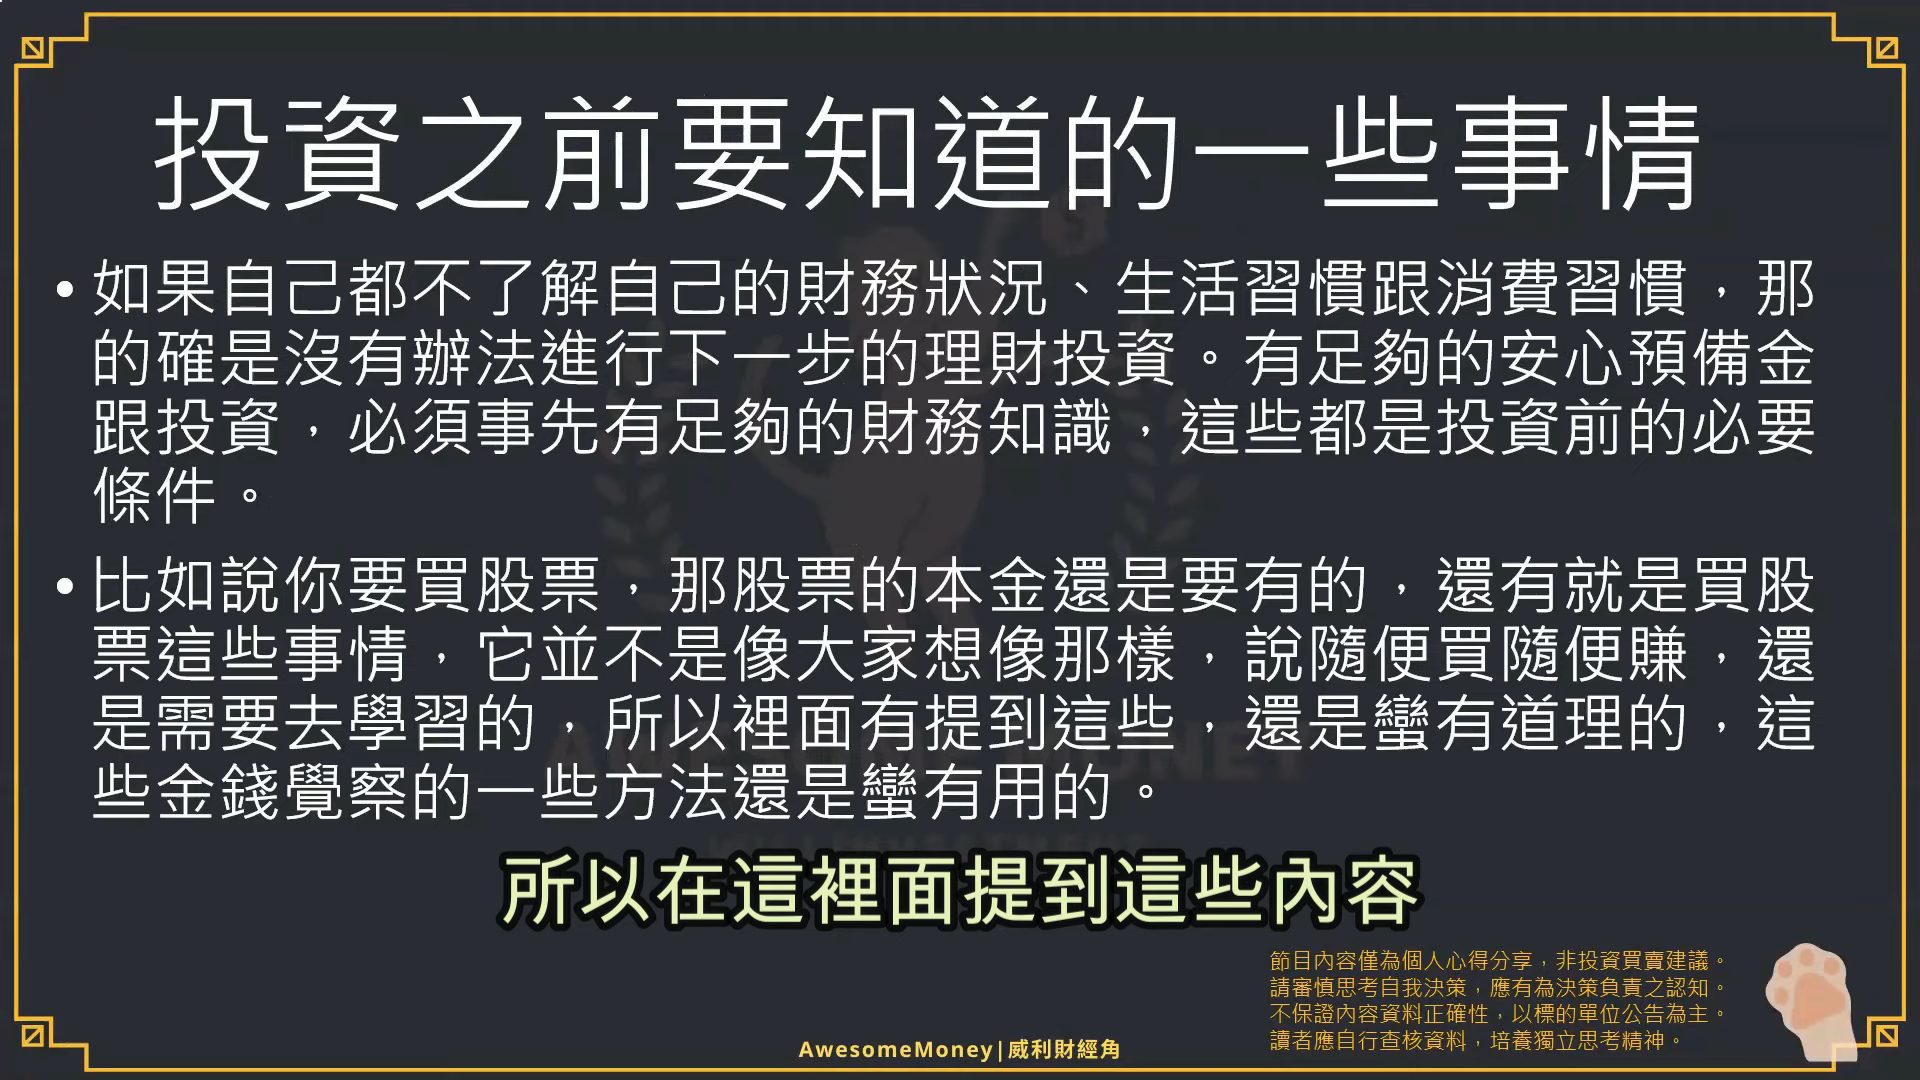 投資之前要知道的一些事情
•如果自己都不了解自己的財務狀況、生活習慣跟消費習慣，那
的確是沒有辦法進行下一步的理財投資。有足夠的安心預備金
跟投資，必須事先有足夠的財務知識，這些都是投資前的必要
條件。
•比如說你要買股票，那股票的本金還是要有的，還有就是買股
票這些事情，它並不是像大家想像那樣，說隨便買隨便賺，還
是需要去學習的，所以裡面有提到這些，還是蠻有道理的，這
些金錢覺察的一些方法還是蠻有用的。
AWESOME MONEY
所以在這裡面提到這些內容
節目內容僅為個人心得分享，非投資買賣建議。
請審慎思考自我決策，應有為決策負責之認知。
不保證內容資料正確性，以標的單位公告為主。
讀者應自行查核資料，培養獨立思考精神。
AwesomeMoney|威利財經角